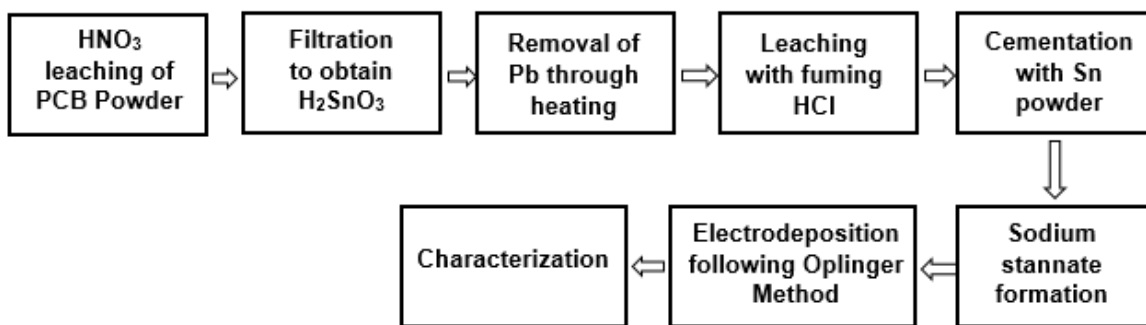 HNO₃
leaching of
PCB Powder
Filtration
to obtain
H₂SnO₃
Removal of
Pb through
heating
Leaching
with fuming
HCl
Cementation
with Sn
powder
Sodium
stannate
formation
Electrodeposition
following Oplinger
Method
Characterization